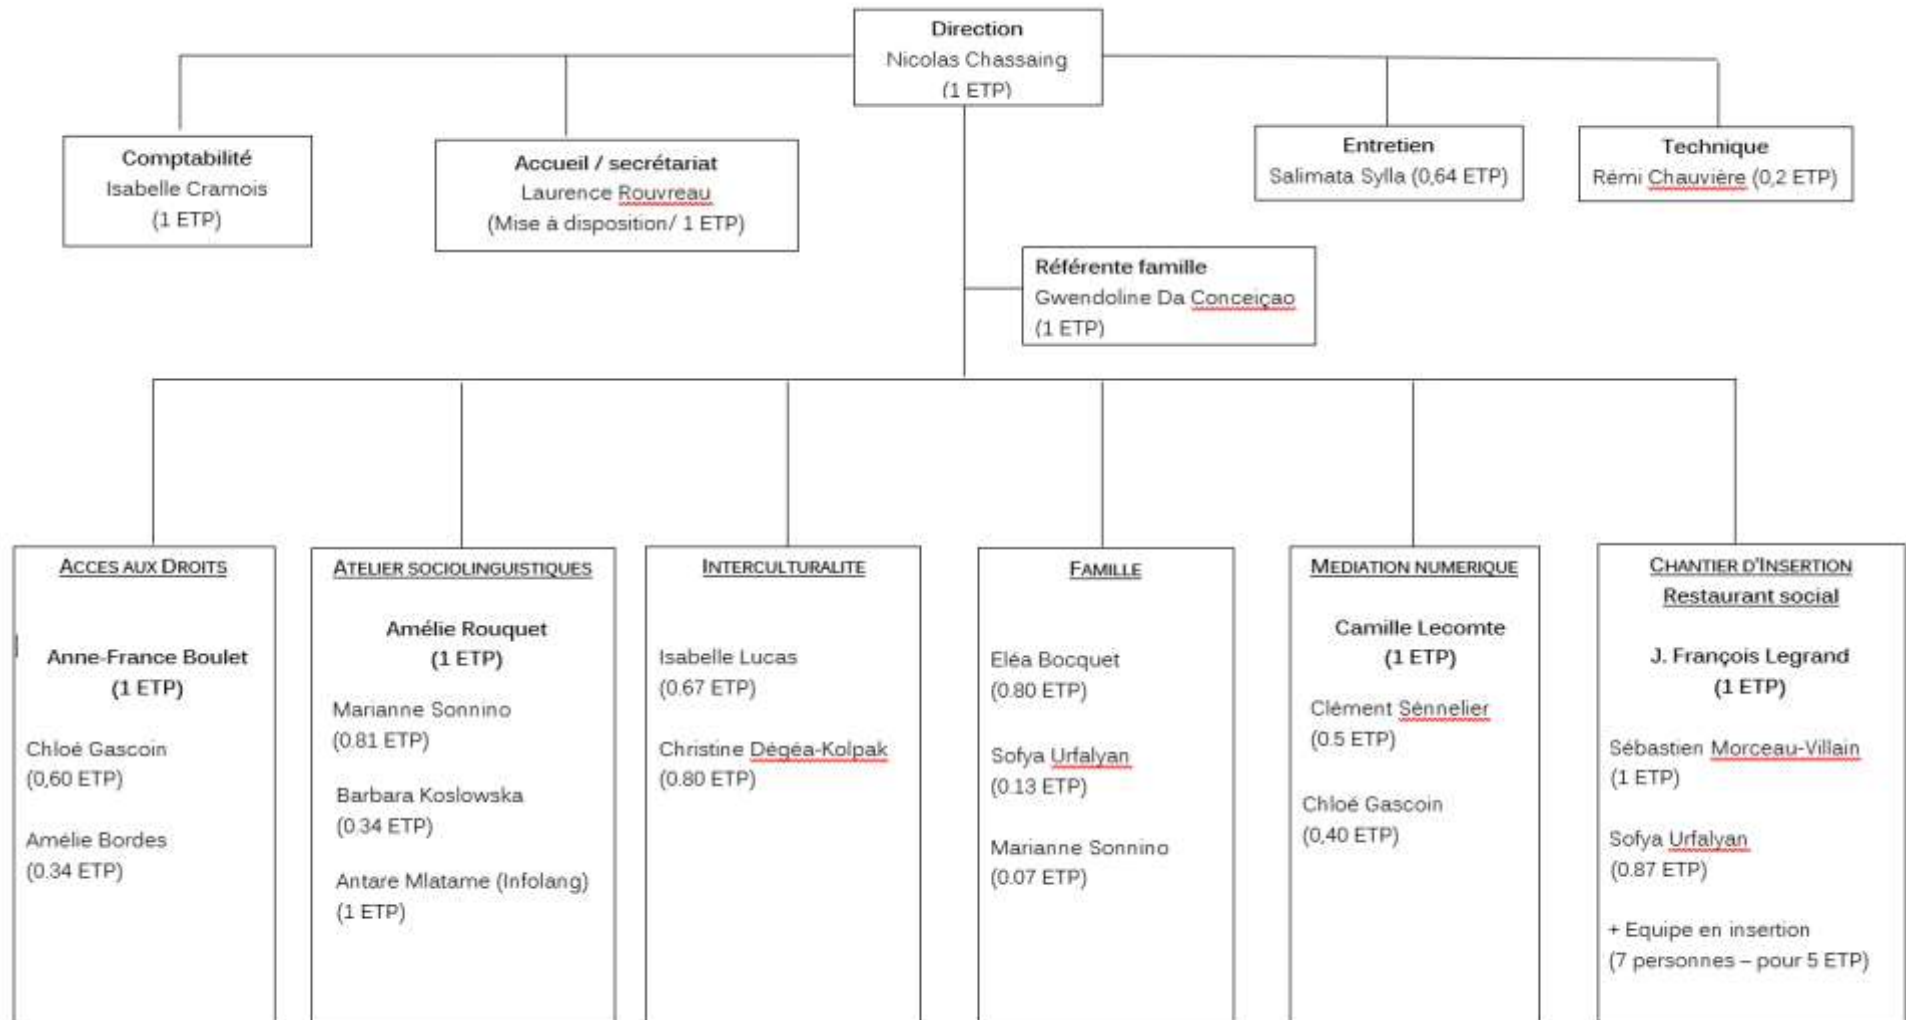 Direction
Nicolas Chassaing
(1 ETP)
Comptabilité
Isabelle Cramois
(1 ETP)
Accueil / secrétariat
Laurence Rouvreau
(Mise à disposition/ 1 ETP)
Entretien
Salimata Sylla (0,64 ETP)
Technique
Rémi Chauvière (0,2 ETP)
Référente famille
Gwendoline Da Conceiçao
(1 ETP)
ACCES AUX DROITS
Anne-France Boulet
(1 ETP)
Chloé Gascoin
(0,60 ETP)
Amélie Bordes
(0.34 ETP)
ATELIER SOCIOLINGUISTIQUES
Amélie Rouquet
(1 ETP)
Marianne Sonnino
(0.81 ETP)
Barbara Koslowska
(0.34 ETP)
Antare Mlatame (Infolang)
(1 ETP)
INTERCULTURALITE
Isabelle Lucas
(0.67 ETP)
Christine Dégéa-Kolpak
(0.80 ETP)
FAMILLE
Eléa Bocquet
(0.80 ETP)
Sofya Urfalyan
(0.13 ETP)
Marianne Sonnino
(0.07 ETP)
MEDIATION NUMERIQUE
Camille Lecomte
(1 ETP)
Clément Sénnelier
(0.5 ETP)
Chloé Gascoin
(0,40 ETP)
CHANTIER D'INSERTION
Restaurant social
J. François Legrand
(1 ETP)
Sébastien Morceau-Villain
(1 ETP)
Sofya Urfalyan
(0.87 ETP)
+ Equipe en insertion
(7 personnes – pour 5 ETP)